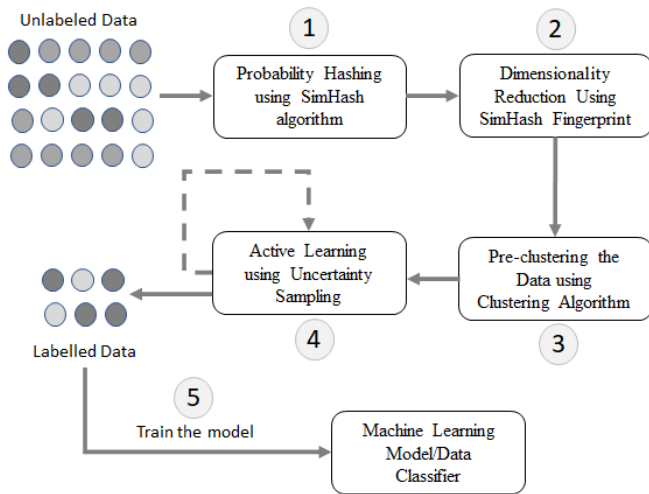 Unlabeled Data
1
2
Probability Hashing
using SimHash
algorithm
Dimensionality
Reduction Using
SimHash Fingerprint
Active Learning
using Uncertainty
Sampling
Pre-clustering the
Data using
Clustering Algorithm
4
3
Labelled Data
5
Train the model
Machine Learning
Model/Data
Classifier